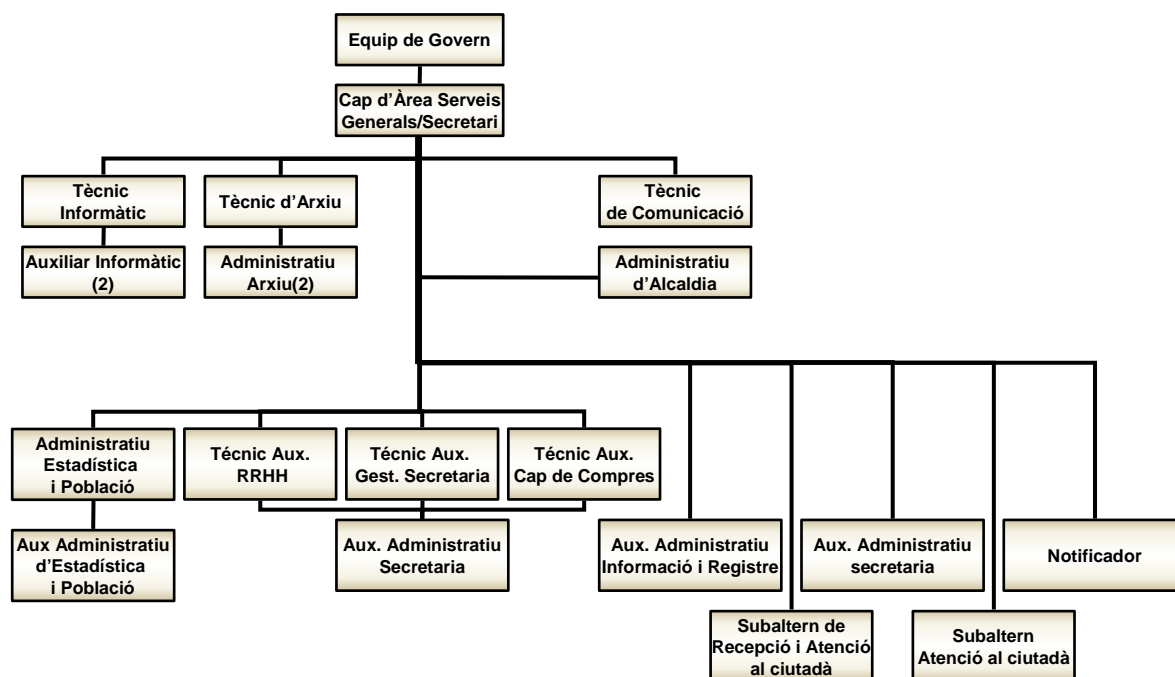 Equip de Govern
Cap d’Àrea Serveis
Generals/Secretari
Tècnic
Informàtic
Tècnic d’Arxiu
Tècnic
de Comunicació
Auxiliar Informàtic
(2)
Administratiu
Arxiu(2)
Administratiu
d’Alcaldia
Administratiu
Estadística
i Població
Técnic Aux.
RRHH
Técnic Aux.
Gest. Secretaria
Técnic Aux.
Cap de Compres
Aux Administratiu
d’Estadística
i Població
Aux. Administratiu
Secretaria
Aux. Administratiu
Informació i Registre
Aux. Administratiu
secretaria
Notificador
Subaltern de
Recepció i Atenció
al ciutadà
Subaltern
Atenció al ciutadà